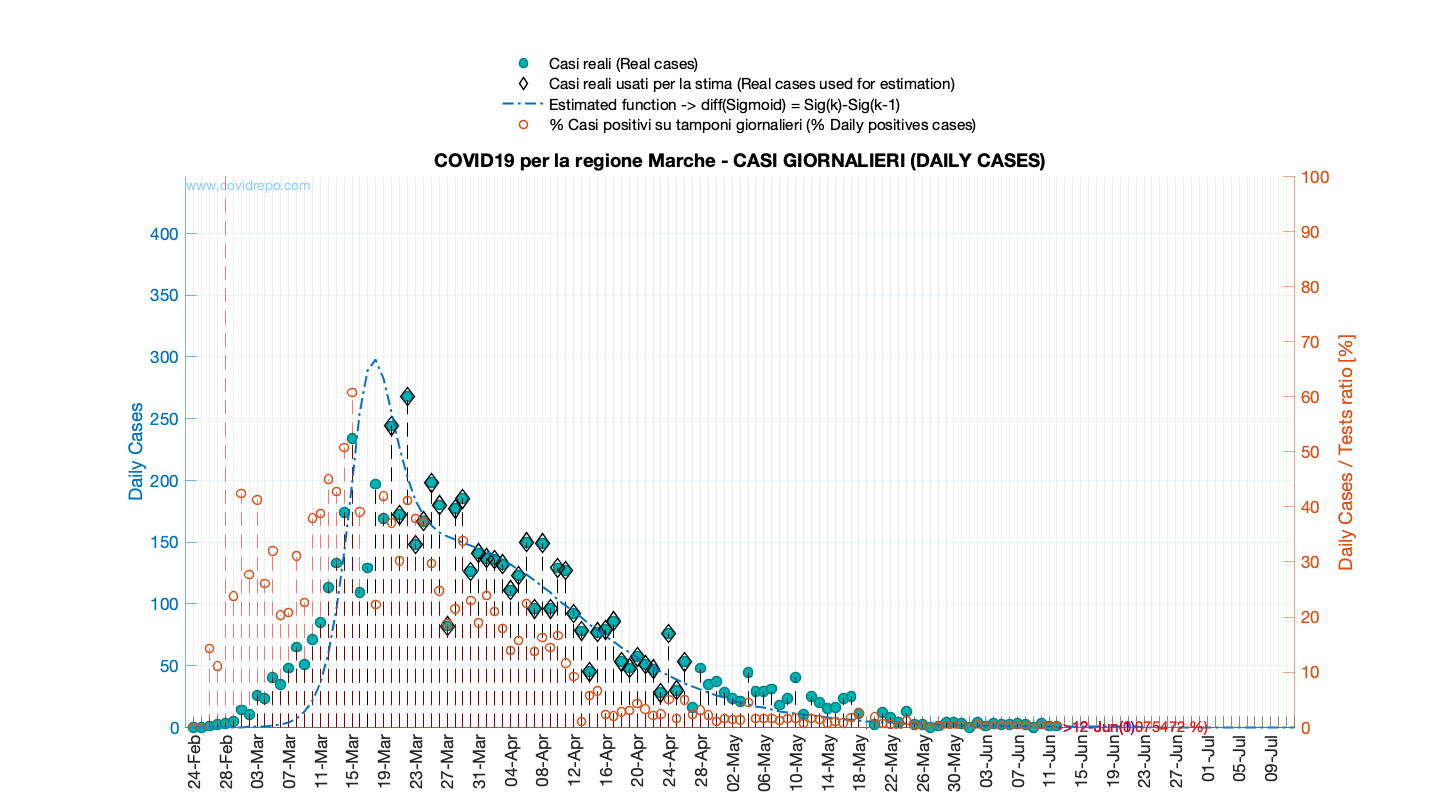 Casi reali (Real cases)
Casi reali usati per la stima (Real cases used for estimation)
Estimated function -> diff(Sigmoid) = Sig(k)-Sig(k-1)
% Casi positivi su tamponi giornalieri (% Daily positives cases)
COVID19 per la regione Marche - CASI GIORNALIERI (DAILY CASES)
www.covidrepo.com
Daily Cases
400
350
300
250
200
150
100
50
0
Daily Cases / Tests ratio [%]
100
90
80
70
60
50
40
30
20
10
0
24-Feb
28-Feb
03-Mar
07-Mar
11-Mar
15-Mar
19-Mar
23-Mar
27-Mar
31-Mar
04-Apr
08-Apr
12-Apr
16-Apr
20-Apr
24-Apr
28-Apr
02-May
06-May
10-May
14-May
18-May
22-May
26-May
30-May
03-Jun
07-Jun
11-Jun
15-Jun
19-Jun
23-Jun
27-Jun
01-Jul
05-Jul
09-Jul